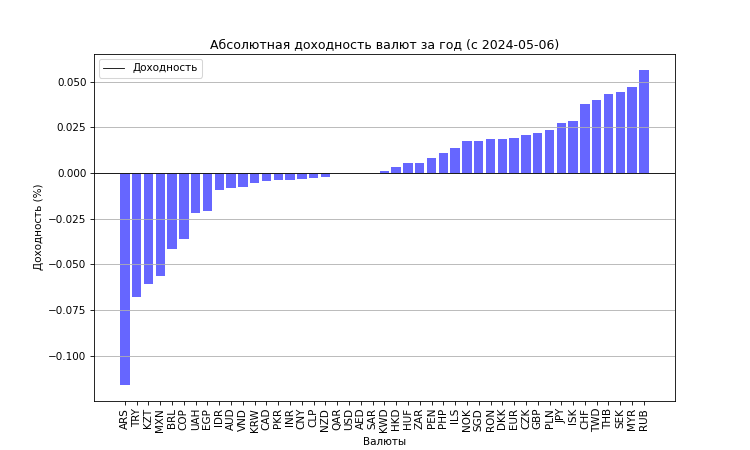 Абсолютная доходность валют за год (с 2024-05-06)
Доходность
0.050
0.025
0.000
−0.025
−0.050
−0.075
−0.100
Доходность (%)
ARS
TRY
KZT
MXN
BRL
COP
UAH
EGP
IDR
AUD
VND
KRW
CAD
PKR
INR
CNY
CLP
NZD
QAR
USD
AED
SAR
KWD
HKD
HUF
ZAR
PEN
PHP
ILS
NOK
SGD
RON
DKK
EUR
CZK
GBP
PLN
JPY
ISK
CHF
TWD
THB
SEK
MYR
RUB
Валюты